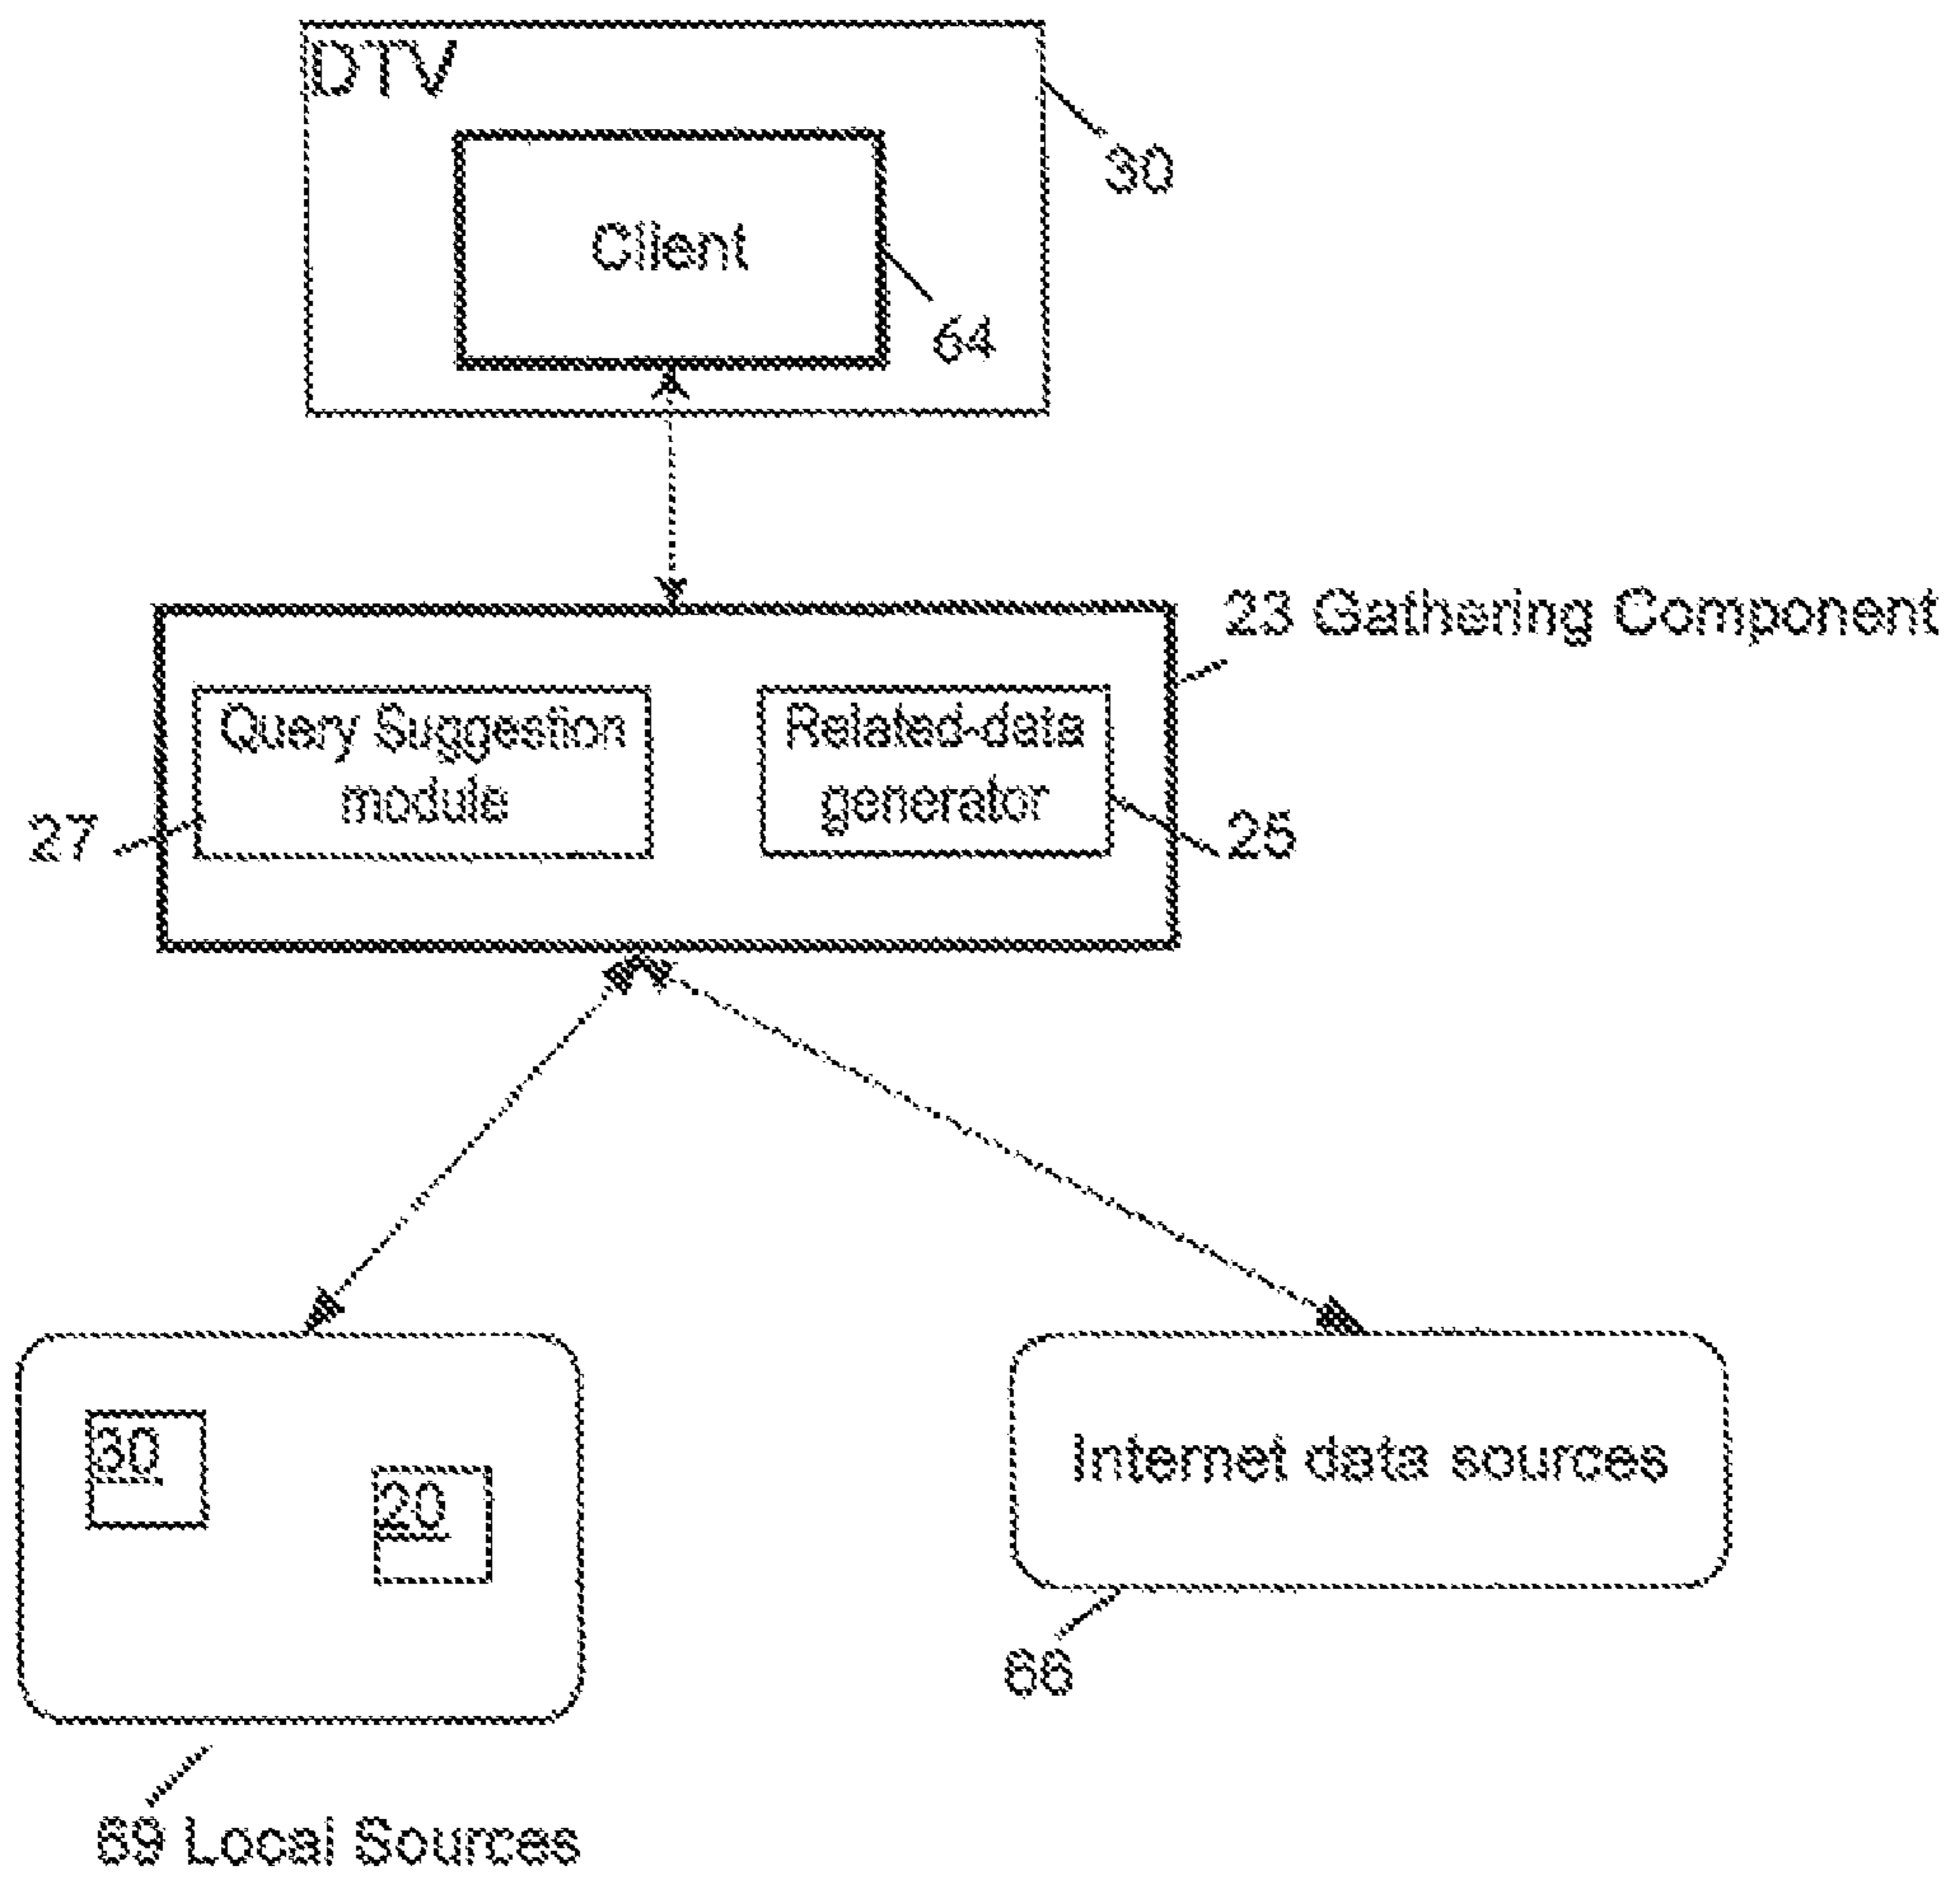 DTV
30
Client
64
23 Gathering Component
Query Suggestion
module
Related-data
generator
27
25
30
20
Internet data sources
66
69 Local Sources